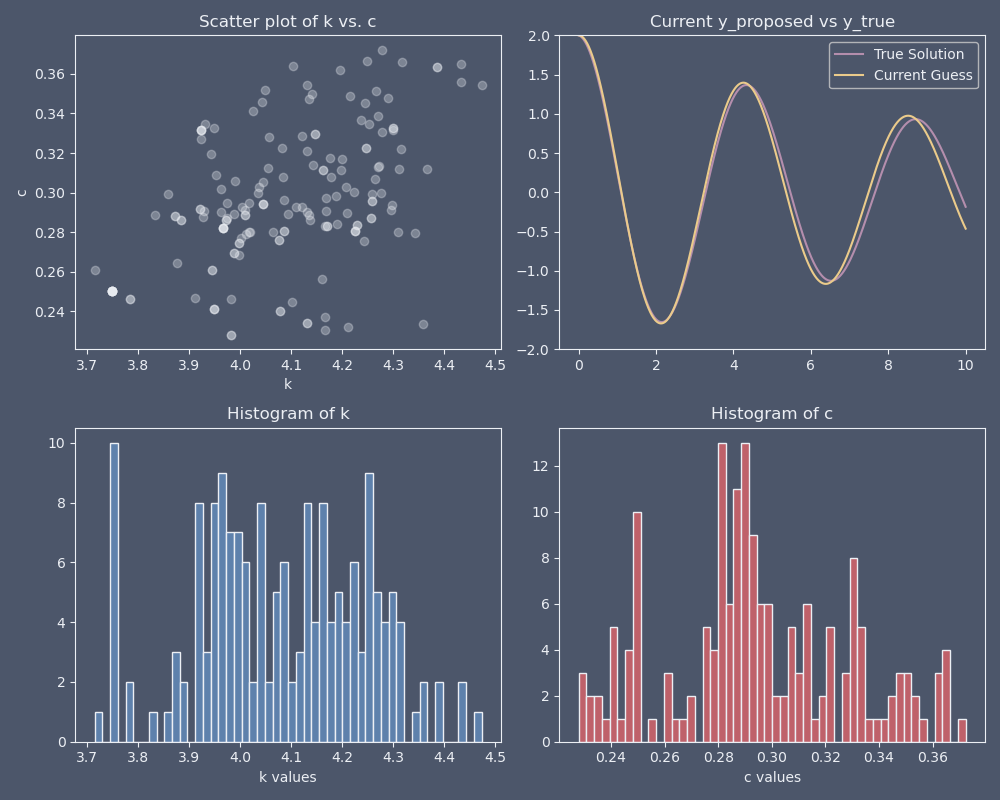 Scatter plot of k vs. c
0.36
0.34
0.32
0.30
0.28
0.26
0.24
c
3.7 3.8 3.9 4.0 4.1 4.2 4.3 4.4 4.5
k
Current y_proposed vs y_true
True Solution
Current Guess
2.0
1.5
1.0
0.5
0.0
−0.5
−1.0
−1.5
−2.0
0 2 4 6 8 10
Histogram of k
10
8
6
4
2
0
3.7 3.8 3.9 4.0 4.1 4.2 4.3 4.4 4.5
k values
Histogram of c
12
10
8
6
4
2
0
0.24 0.26 0.28 0.30 0.32 0.34 0.36
c values